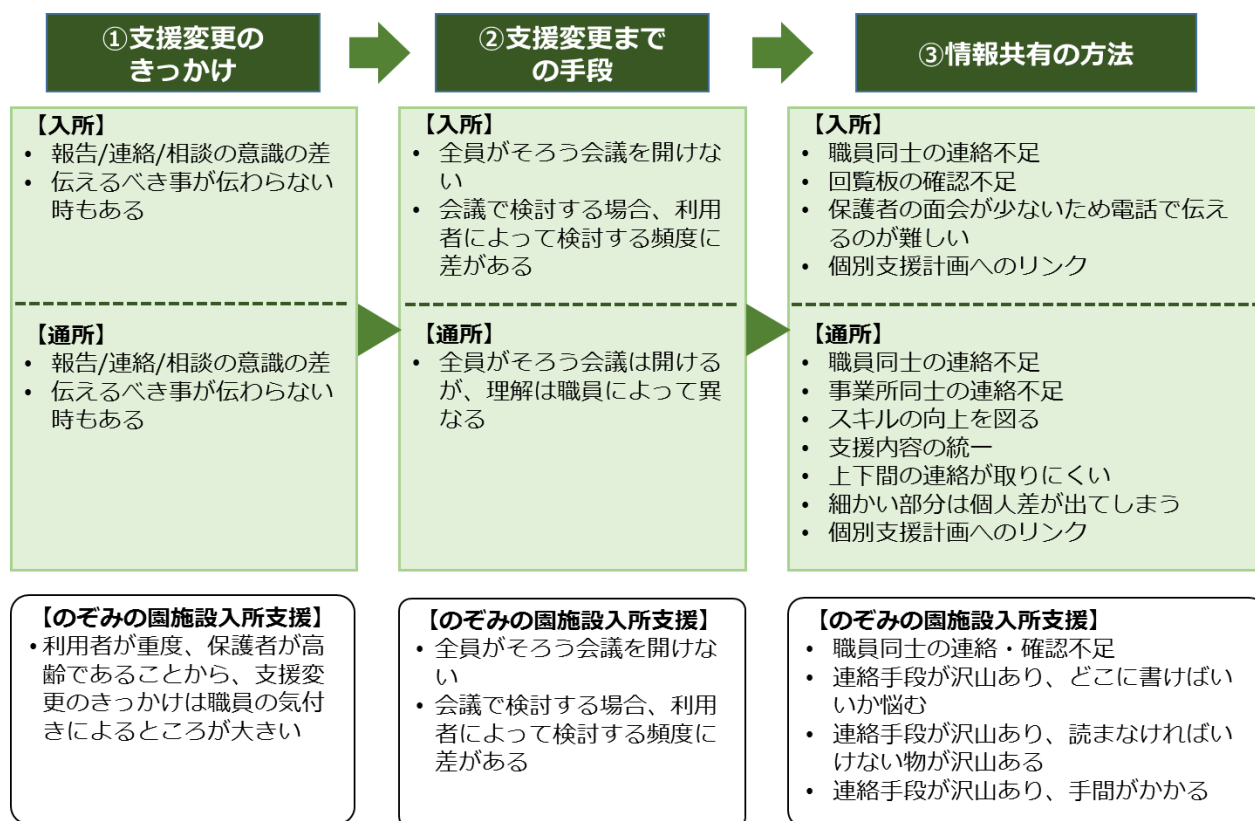 ①支援変更の
きっかけ
②支援変更まで
の手段
③情報共有の方法
【入所】
• 報告/連絡/相談の意識の差
• 伝えるべき事が伝わらない
時もある
【通所】
• 報告/連絡/相談の意識の差
• 伝えるべき事が伝わらない
時もある
【入所】
• 全員がそろう会議を開けな
い
• 会議で検討する場合、利用
者によって検討する頻度に
差がある
【通所】
• 全員がそろう会議は開ける
が、理解は職員によって異
なる
【入所】
• 職員同士の連絡不足
• 回覧板の確認不足
• 保護者の面会が少ないため電話で伝え
るのが難しい
• 個別支援計画へのリンク
【通所】
• 職員同士の連絡不足
• 事業所同士の連絡不足
• スキルの向上を図る
• 支援内容の統一
• 上下間の連絡が取りにくい
• 細かい部分は個人差が出てしまう
• 個別支援計画へのリンク
【のぞみの園施設入所支援】
• 利用者が重度、保護者が高
齢であることから、支援変
更のきっかけは職員の気付
きによるところが大きい
【のぞみの園施設入所支援】
• 全員がそろう会議を開けな
い
• 会議で検討する場合、利用
者によって検討する頻度に
差がある
【のぞみの園施設入所支援】
• 職員同士の連絡・確認不足
• 連絡手段が沢山あり、どこに書けばい
いか悩む
• 連絡手段が沢山あり、読まなければい
けない物が沢山ある
• 連絡手段が沢山あり、手間がかかる